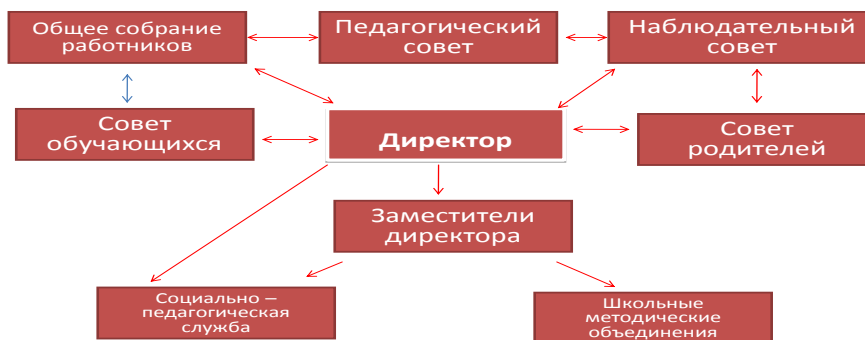 Общее собрание
работников
Педагогический
совет
Наблюдательный
совет
Совет
обучающихся
Директор
Совет
родителей
Заместители
директора
Социально –
педагогическая
служба
Школьные
методические
объединения